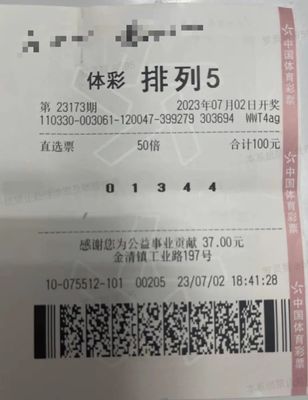 体彩 排列5
第 23173期 2023年07月02日开奖
110330-003061-120047-399279 303694 WWT4ag
直选票 50倍 合计100元
0 1 3 4 4
感谢您为公益事业贡献 37.00元
金清镇工业路197号
10-075512-101 00205 23/07/02 18:41:28
中国体育彩票
中国体育彩票
中国体育彩票